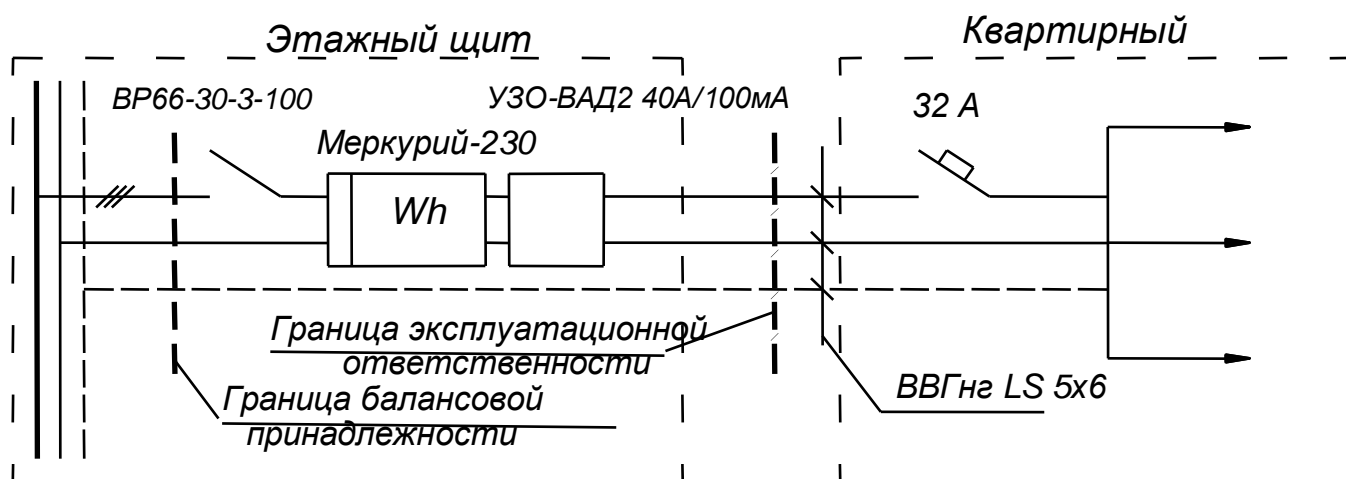 Этажный щит
Квартирный
ВР66-30-3-100
УЗО-ВАД2 40А/100мА
32 А
Меркурий-230
Wh
Граница эксплуатационной
ответственности
Граница балансовой
принадлежности
ВВГнг LS 5х6